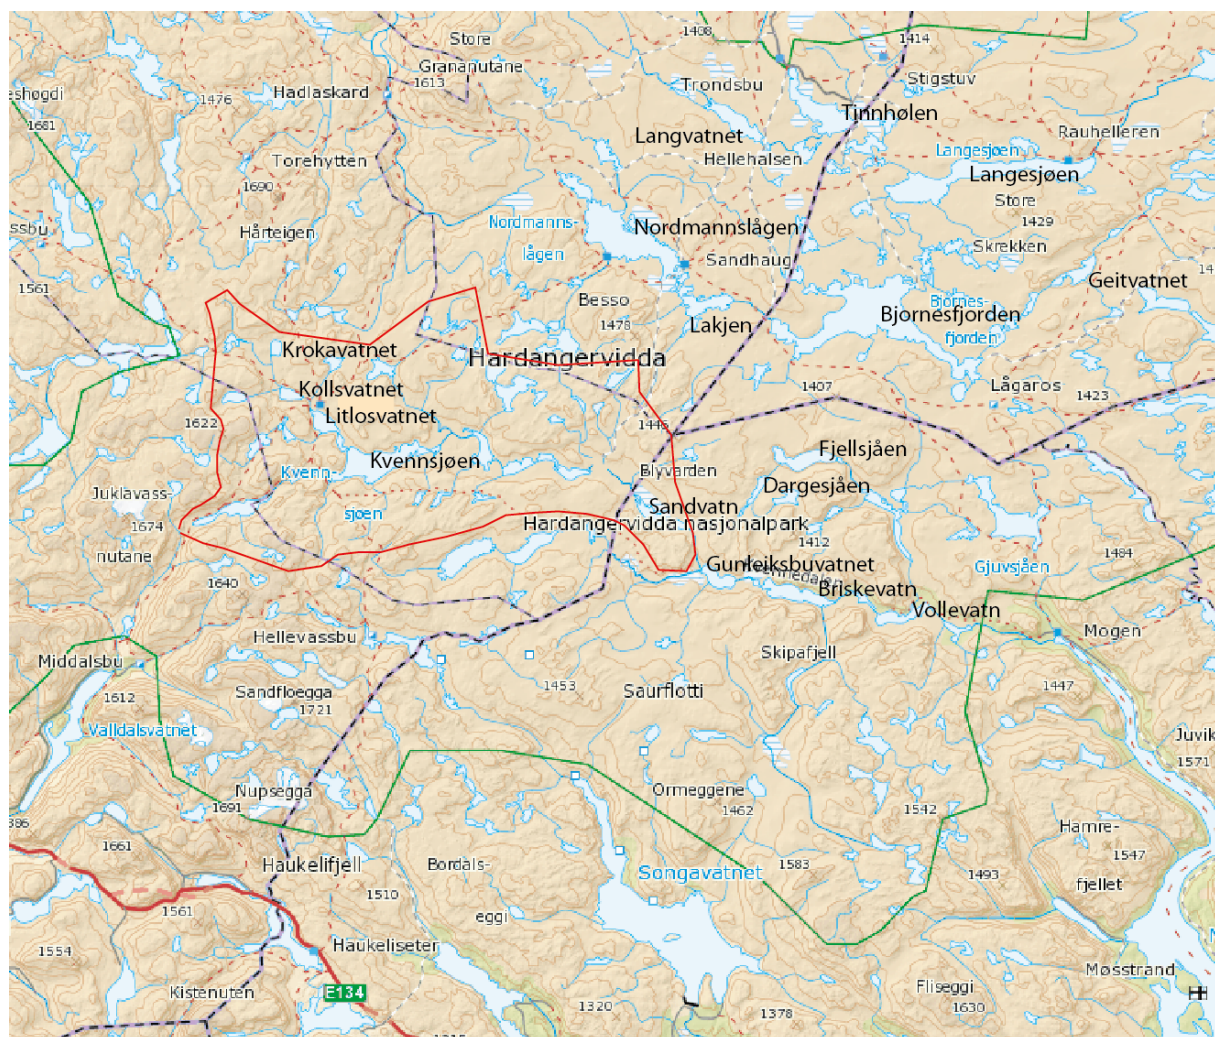 1408
1414
Store
Grananutane
1613
Stigstuv
Trondsbu
eshøgdi
1476
Hadlaskard
Tinnhølen
1681
Langvatnet
Rauhelleren
Langesjøen
Hellehalsen
Torehytten
Langesjøen
1690
Store
1429
ssbu
Hårteigen
Nordmanns-
Nordmannslågen
lågen
Skrekken
Sandhaug
1561
Geitvatnet
14
Besso
Bjornes-
Bjornesfjorden
1478
Lakjen
fjorden
Krokavatnet
Hardangervidda
Kollsvatnet
1407
Lågaros
1423
Litlosvatnet
1622
1446
Fjellsjåen
Kvennsjøen
Kvenn-
Blyvarden
Dargesjåen
Juklavass-
sjøen
Sandvatn
1674
Hardangervidda nasjonalpark
nutane
1412
1484
Gunleiksbuvatnet
Gjuvsjåen
1640
Briskevatn
Vollevatn
Hellevassbu
Mogen
Middalsbu
Skipafjell
1612
Sandfloegga
1453
Saurflotti
1447
1721
Valldalsvatnet
Juvik
1571
Nupsegga
Ormeggene
1691
1462
1542
386
Hamre-
1661
Haukelifjell
Bordals-
1547
Songavatnet
1583
1493
fjellet
1561
1510
eggi
1554
Haukeliseter
Møsstrand
Kistenuten
E134
Fliseggi
1320
1378
1630